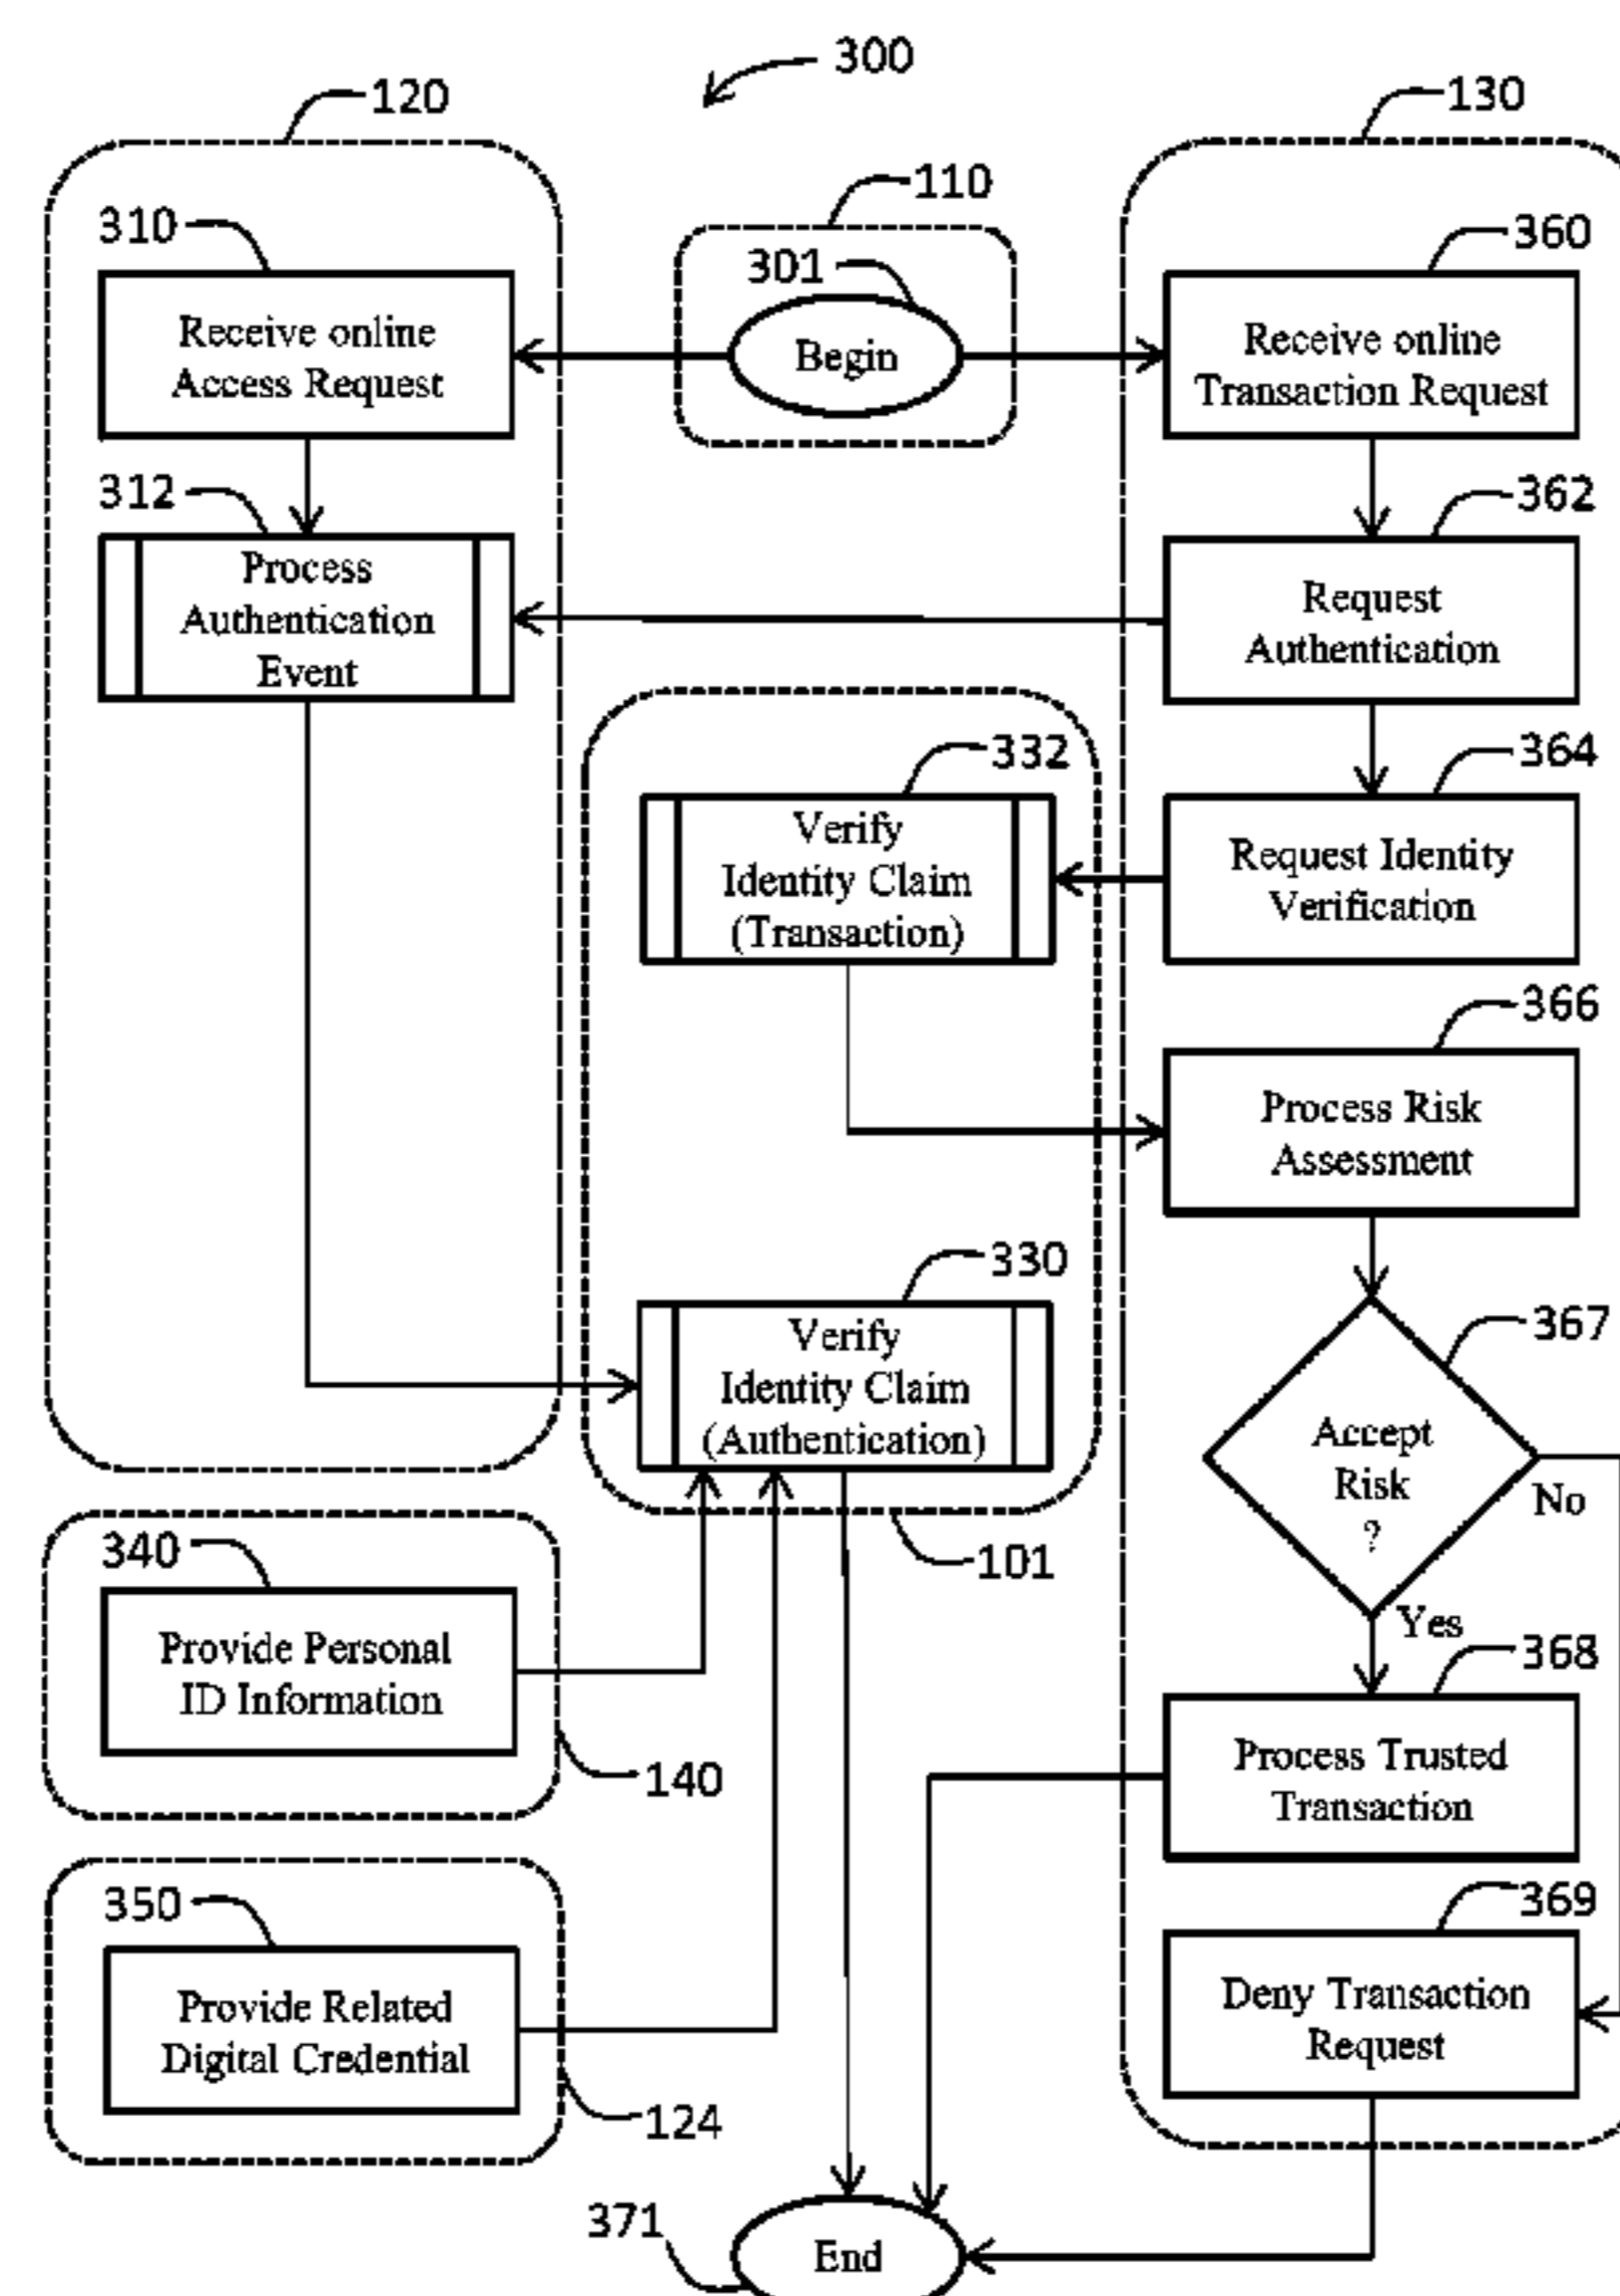 300
120
130
110
310
301
360
Receive online
Access Request
Begin
Receive online
Transaction Request
312
362
Process
Authentication
Event
Request
Authentication
332
364
Verify
Identity Claim
(Transaction)
Request Identity
Verification
366
Process Risk
Assessment
330
367
Verify
Identity Claim
(Authentication)
Accept
Risk
?
No
340
101
Yes
Provide Personal
ID Information
368
140
Process Trusted
Transaction
350
369
Provide Related
Digital Credential
Deny Transaction
Request
124
371
End